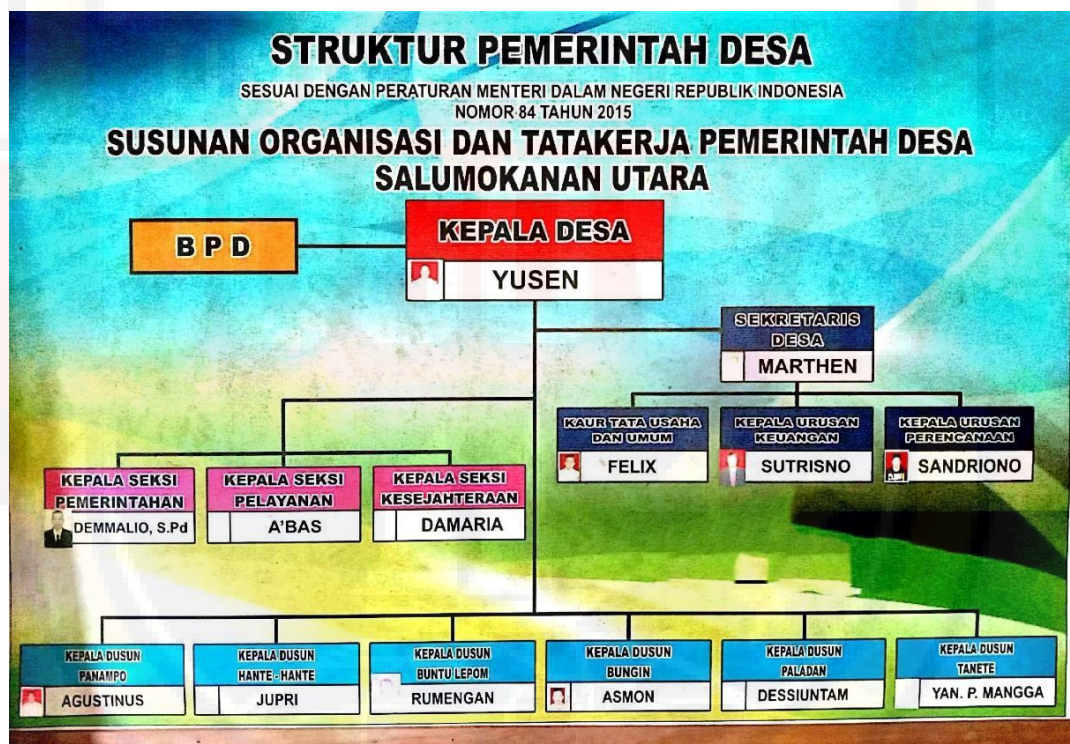 STRUKTUR PEMERINTAH DESA
SESUAI DENGAN PERATURAN MENTERI DALAM NEGERI REPUBLIK INDONESIA
NOMOR 84 TAHUN 2015
SUSUNAN ORGANISASI DAN TATAKERJA PEMERINTAH DESA
SALUMOKANAN UTARA
B P D
KEPALA DESA
YUSEN
SEKRETARIS
DESA
MARTHEN
KAUR TATA USAHA
DAN UMUM
FELIX
KEPALA URUSAN
KEUANGAN
SUTRISNO
KEPALA URUSAN
PERENCANAAN
SANDRIONO
KEPALA SEKSI
PEMERINTAHAN
DEMMALIO, S.Pd
KEPALA SEKSI
PELAYANAN
A'BAS
KEPALA SEKSI
KESEJAHTERAAN
DAMARIA
KEPALA DUSUN
PANAMPO
AGUSTINUS
KEPALA DUSUN
HANTE - HANTE
JUPRI
KEPALA DUSUN
BUNTU LEPOM
RUMENGAN
KEPALA DUSUN
BUNGIN
ASMON
KEPALA DUSUN
PALADAN
DESSIUNTAM
KEPALA DUSUN
TANETE
YAN. P. MANGGA